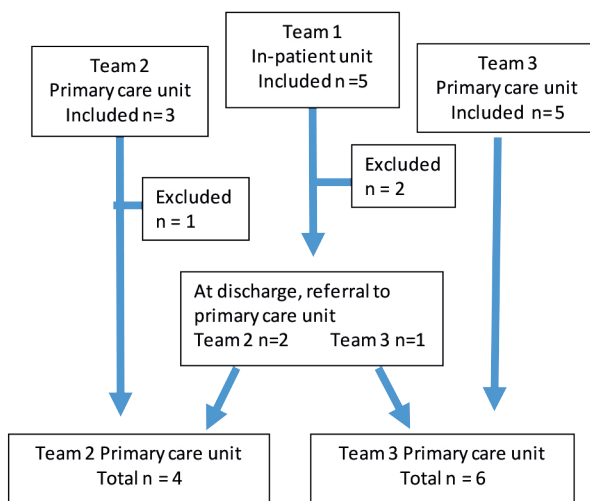 Team 2
Primary care unit
Included n= 3
Team 1
In-patient unit
Included n =5
Team 3
Primary care unit
Included n=5
Excluded
n = 1
Excluded
n = 2
At discharge, referral to
primary care unit
Team 2 n=2 Team 3 n=1
Team 2 Primary care unit
Total n = 4
Team 3 Primary care unit
Total n = 6